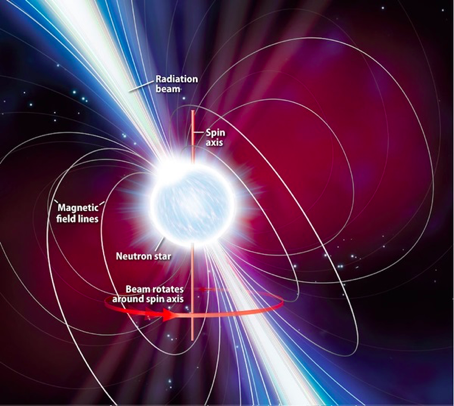 Radiation
beam
Spin
axis
Magnetic
field lines
Neutron star
Beam rotates
around spin axis